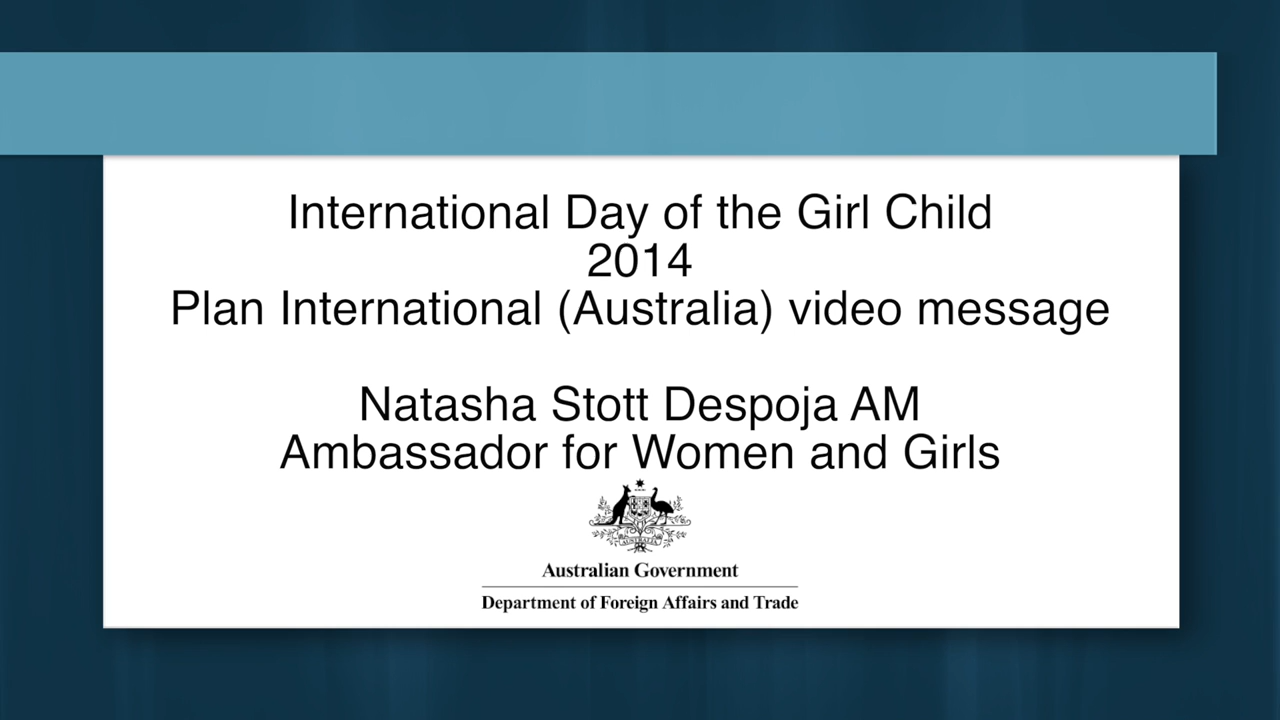 International Day of the Girl Child
2014
Plan International (Australia) video message
Natasha Stott Despoja AM
Ambassador for Women and Girls
AUSTRALIA
Australian Government
Department of Foreign Affairs and Trade